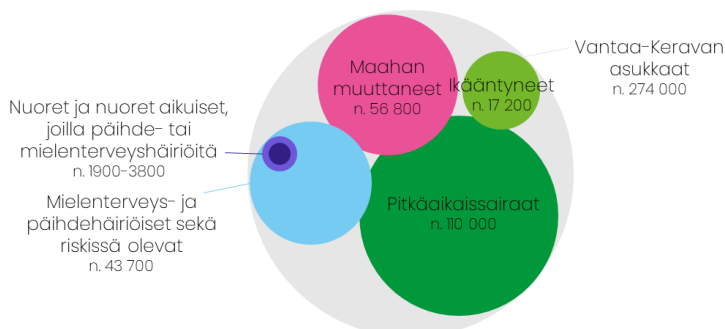 Maahan
muuttaneet
n. 56 800
Ikääntyneet
n. 17 200
Vantaa-Keravan
asukkaat
n. 274 000
Nuoret ja nuoret aikuiset,
joilla päihde- tai
mielenterveyshäiriöitä
n. 1900-3800
Mielenterveys- ja
päihdehäiriöiset sekä
riskissä olevat
n. 43 700
Pitkäaikaissairaat
n. 110 000